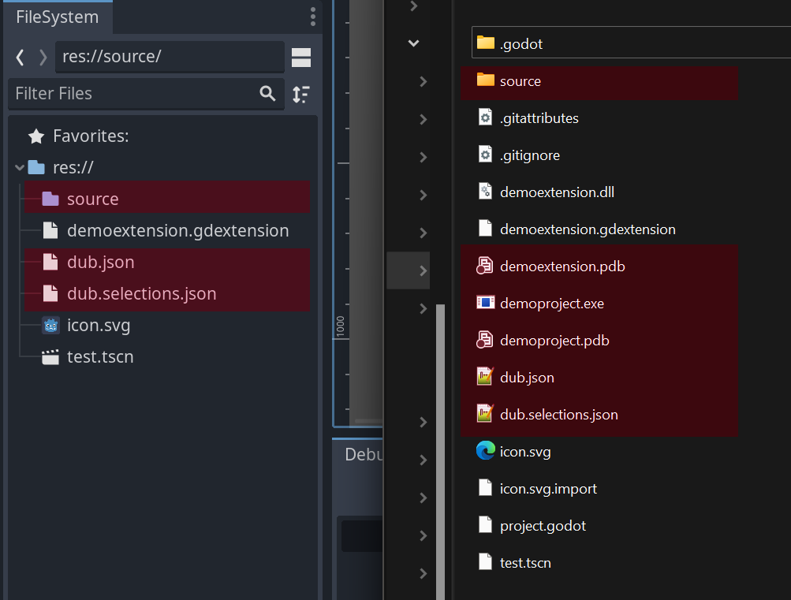 FileSystem
res://source/
Filter Files
Favorites:
res://
source
demoextension.gdextension
dub.json
dub.selections.json
icon.svg
test.tscn
1000
Debu
.godot
source
.gitattributes
.gitignore
demoextension.dll
demoextension.gdextension
demoextension.pdb
demoproject.exe
demoproject.pdb
dub.json
dub.selections.json
icon.svg
icon.svg.import
project.godot
test.tscn